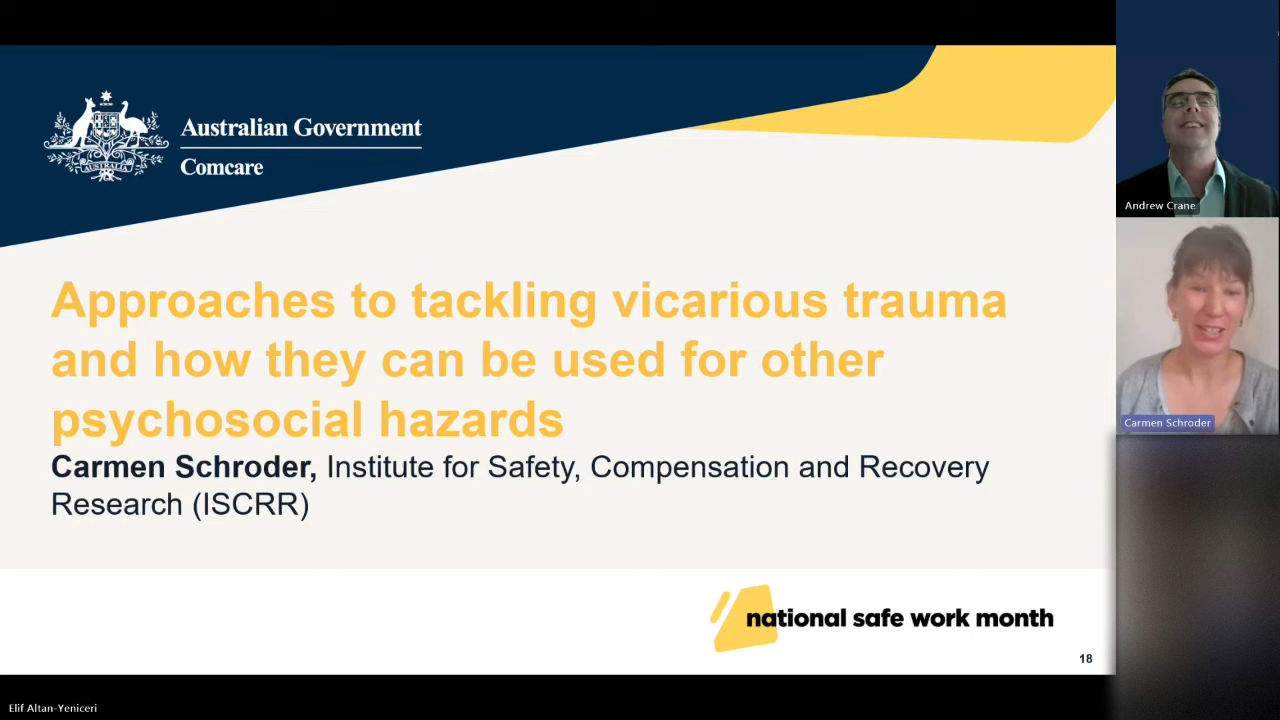 Australian Government
Comcare
AUSTRALIA
Approaches to tackling vicarious trauma
and how they can be used for other
psychosocial hazards
Carmen Schroder, Institute for Safety, Compensation and Recovery
Research (ISCRR)
national safe work month
18
Andrew Crane
Carmen Schroder
Elif Altan-Yeniceri